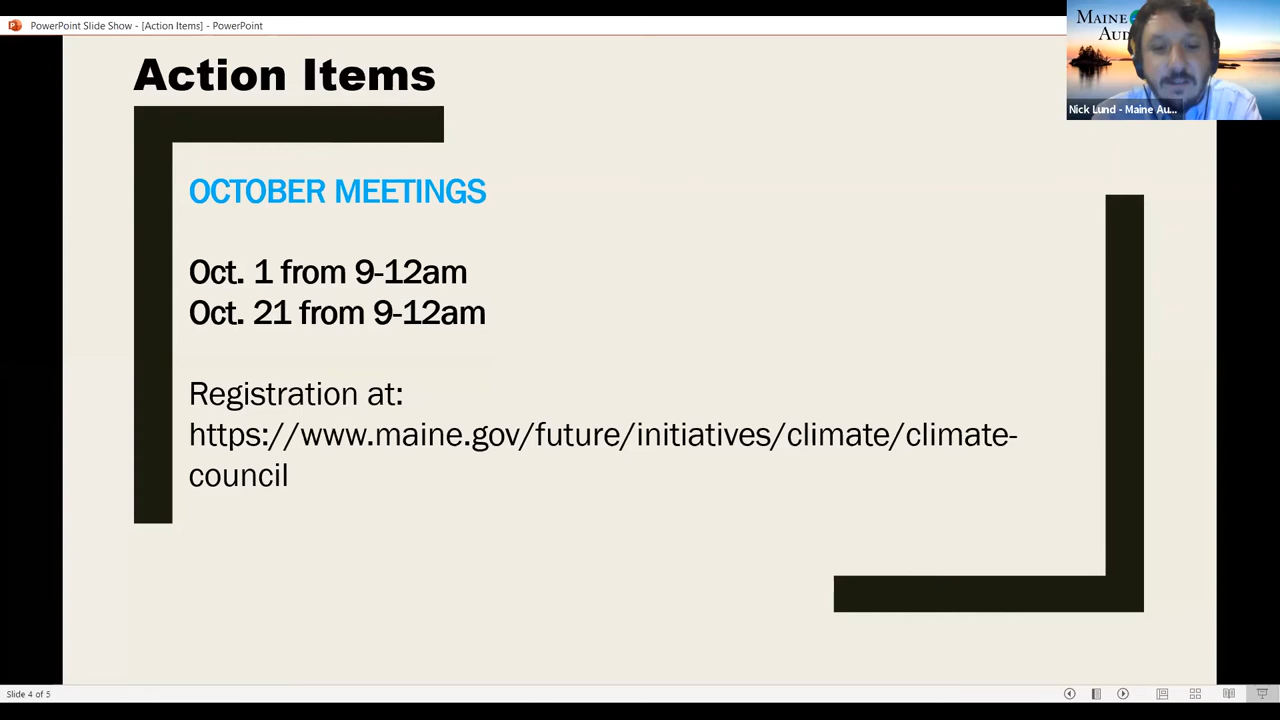 PowerPoint Slide Show - [Action Items] - PowerPoint
MAINE
AUD
Nick Lund - Maine Au...
Action Items
OCTOBER MEETINGS
Oct. 1 from 9-12am
Oct. 21 from 9-12am
Registration at:
https://www.maine.gov/future/initiatives/climate/climate-
council
Slide 4 of 5